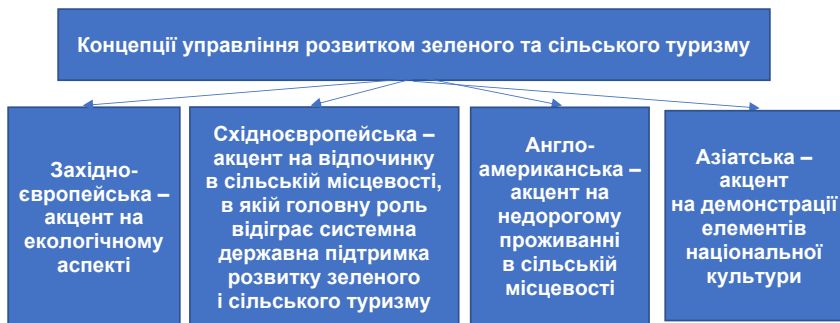 Концепції управління розвитком зеленого та сільського туризму
Західно-
європейська –
акцент на
екологічному
аспекті
Східноєвропейська –
акцент на відпочинку
в сільській місцевості,
в якій головну роль
відіграє системна
державна підтримка
розвитку зеленого
і сільського туризму
Англо-
американська –
акцент на
недорогому
проживанні
в сільській
місцевості
Азіатська –
акцент
на демонстрації
елементів
національної
культури